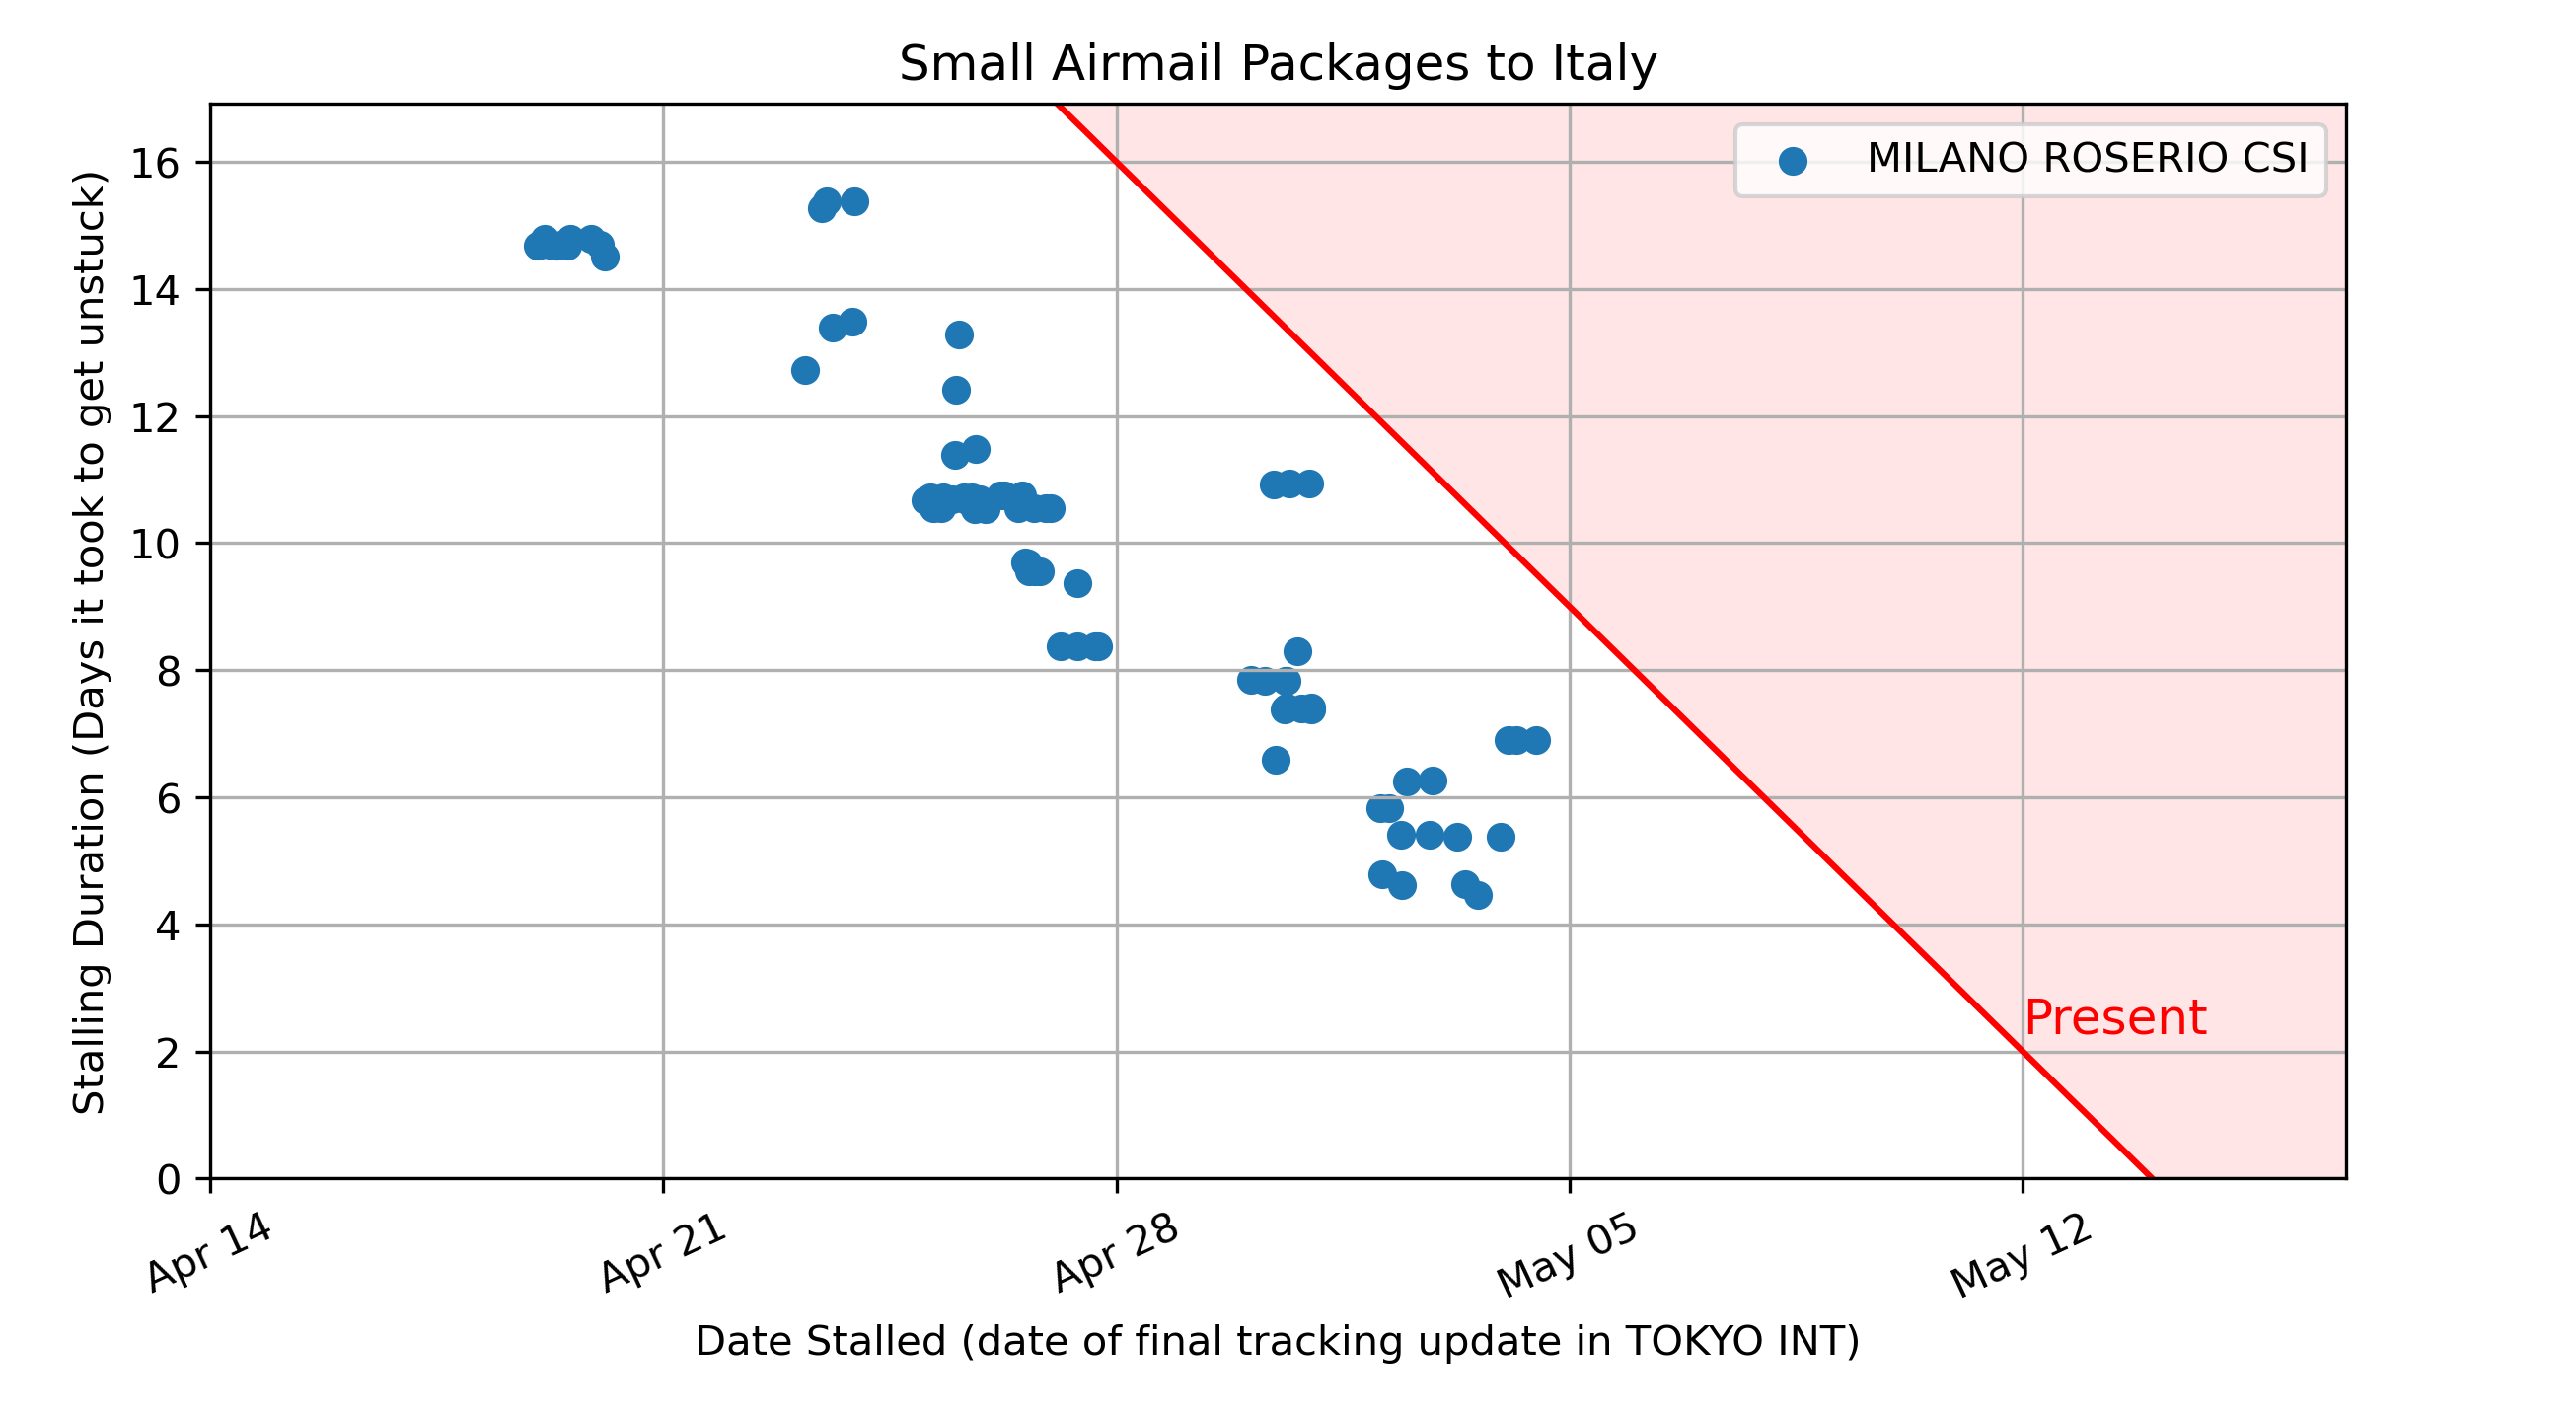 Small Airmail Packages to Italy
MILANO ROSERIO CSI
Stalling Duration (Days it took to get unstuck)
16
14
12
10
8
6
4
2
0
Present
Apr 14
Apr 21
Apr 28
May 05
May 12
Date Stalled (date of final tracking update in TOKYO INT)